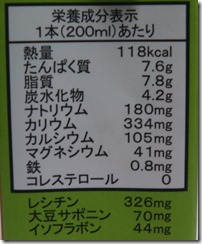 栄養成分表示
1本(200ml)あたり
熱量 118kcal
たんぱく質 7.6g
脂質 7.8g
炭水化物 4.2g
ナトリウム 180mg
カリウム 334mg
カルシウム 105mg
マグネシウム 41mg
鉄 0.8mg
コレステロール 0
レシチン 326mg
大豆サポニン 70mg
イソフラボン 44mg